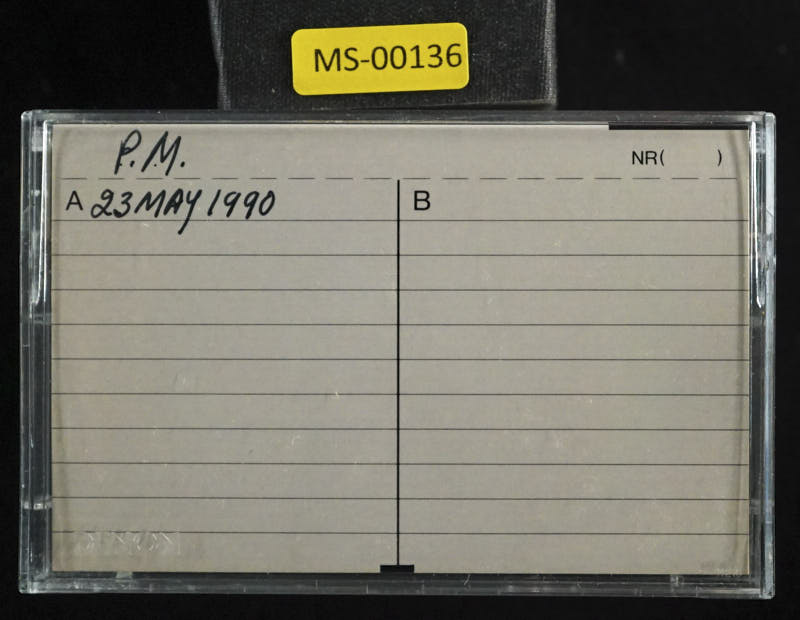 MS-00136
P.M.
NR( )
A 23 MAY 1990
B